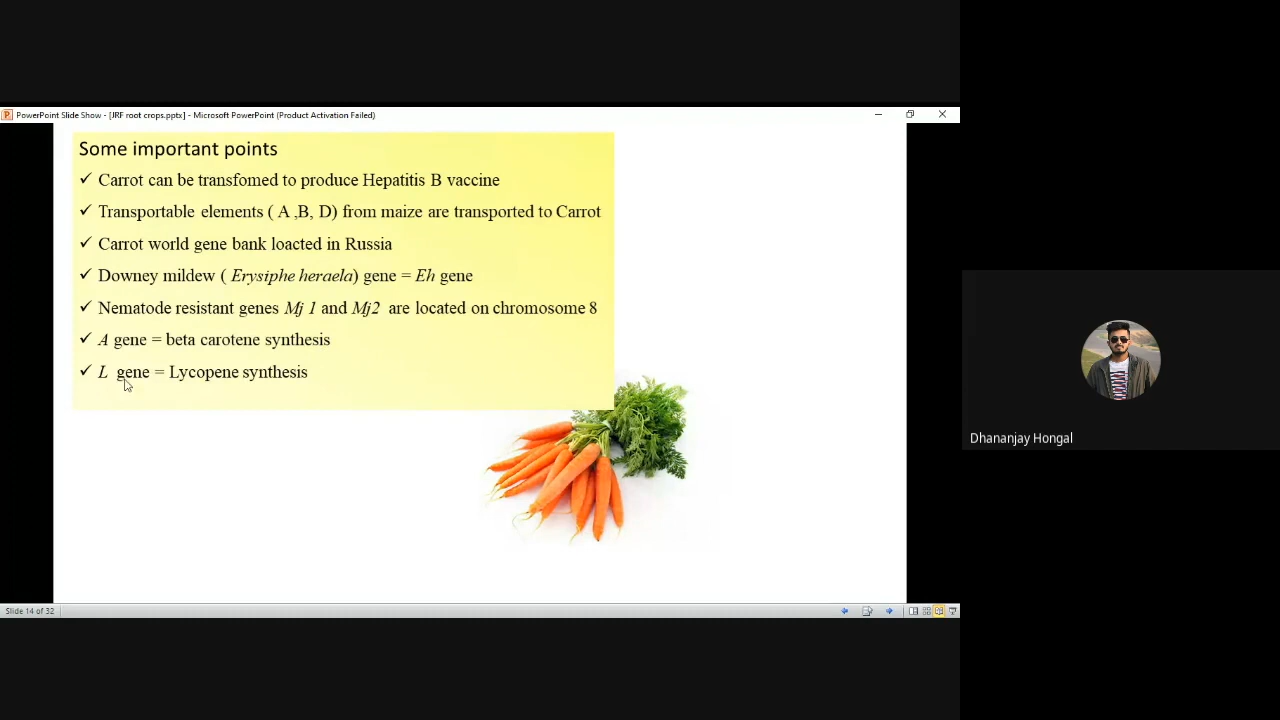 PowerPoint Slide Show - [JRF root crops.pptx] - Microsoft PowerPoint (Product Activation Failed)
Some important points
✓ Carrot can be transfomed to produce Hepatitis B vaccine
✓ Transportable elements ( A ,B, D) from maize are transported to Carrot
✓ Carrot world gene bank loacted in Russia
✓ Downey mildew ( Erysiphe heraela) gene = Eh gene
✓ Nematode resistant genes Mj 1 and Mj2 are located on chromosome 8
✓ A gene = beta carotene synthesis
✓ L gene = Lycopene synthesis
Dhananjay Hongal
Slide 14 of 32